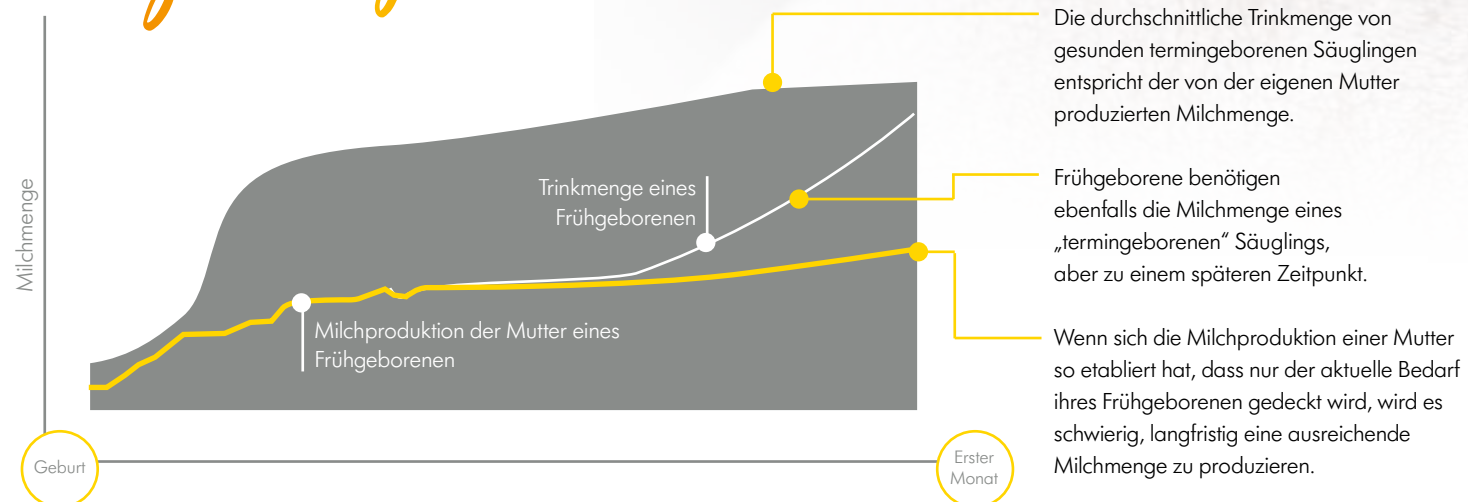 Die durchschnittliche Trinkmenge von
gesunden termingeborenen Säuglingen
entspricht der von der eigenen Mutter
produzierten Milchmenge.
Trinkmenge eines
Frühgeborenen
Frühgeborene benötigen
ebenfalls die Milchmenge eines
„termingeborenen“ Säuglings,
aber zu einem späteren Zeitpunkt.
Milchmenge
Milchproduktion der Mutter eines
Frühgeborenen
Wenn sich die Milchproduktion einer Mutter
so etabliert hat, dass nur der aktuelle Bedarf
ihres Frühgeborenen gedeckt wird, wird es
schwierig, langfristig eine ausreichende
Milchmenge zu produzieren.
Geburt
Erster
Monat